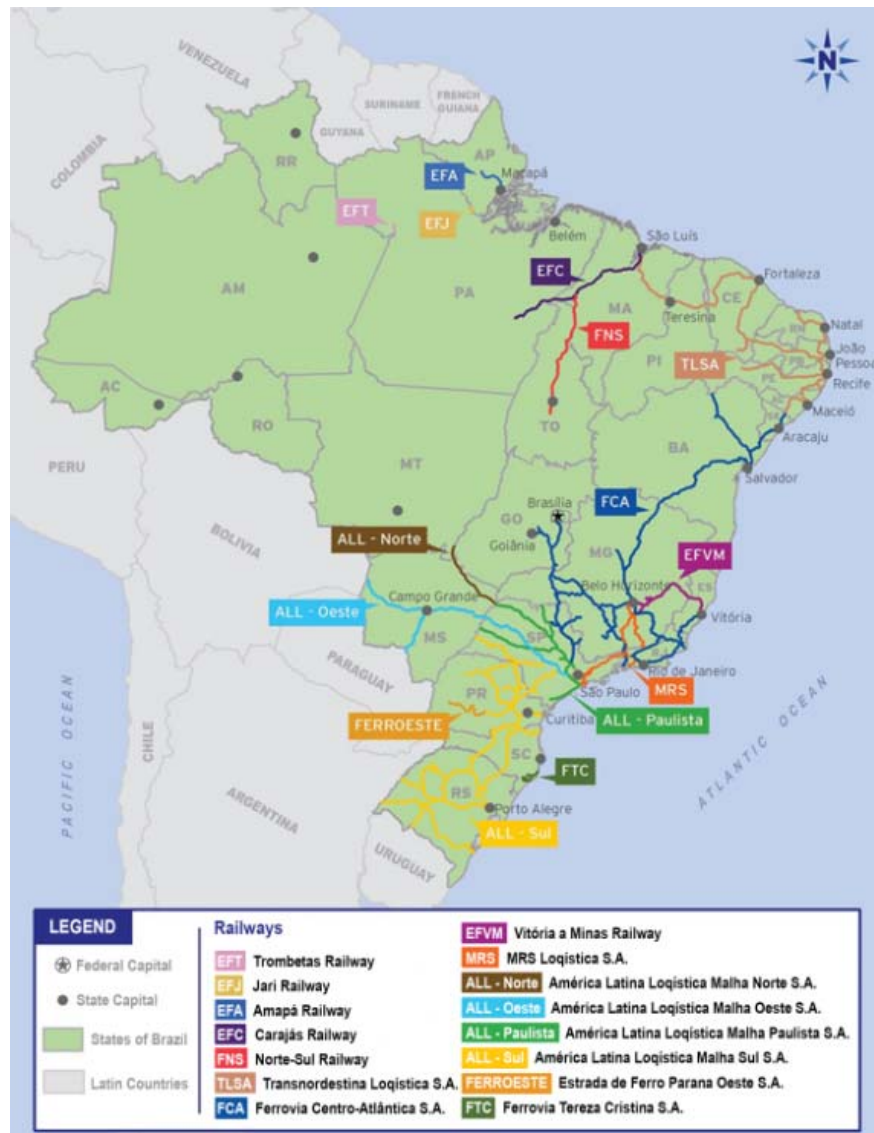 N
VENEZUELA
COLOMBIA
GUYANA
SURINAME
FRENCH
GUIANA
RR
AP
EFA
Macapá
EFT
EFJ
Belém
São Luís
EFC
Fortaleza
AM
PA
MA
Teresina
CE
RN
Natal
FNS
João
Pessoa
PI
TLSA
PB
PE
Recife
AC
TO
AL
Maceió
SE
Aracaju
RO
BA
PERU
MT
Salvador
Brasília
FCA
GO
Goiânia
BOLIVIA
ALL - Norte
MG
EFVM
Belo Horizonte
ES
Campo Grande
ALL - Oeste
Vitória
MS
SP
RJ
Rio de Janeiro
PARAGUAY
São Paulo
MRS
PR
FERROESTE
Curitiba
ALL - Paulista
SC
FTC
CHILE
RS
Porto Alegre
ARGENTINA
ALL - Sul
URUGUAY
PACIFIC OCEAN
ATLANTIC OCEAN
LEGEND
Federal Capital
State Capital
States of Brazil
Latin Countries
Railways
EFT Trombetas Railway
EFJ Jari Railway
EFA Amapá Railway
EFC Carajás Railway
FNS Norte-Sul Railway
TLSA Transnordestina Loqística S.A.
FCA Ferrovia Centro-Atlântica S.A.
EFVM Vitória a Minas Railway
MRS MRS Loqística S.A.
ALL - Norte América Latina Loqística Malha Norte S.A.
ALL - Oeste América Latina Loqística Malha Oeste S.A.
ALL - Paulista América Latina Loqística Malha Paulista S.A.
ALL - Sul América Latina Loqística Malha Sul S.A.
FERROESTE Estrada de Ferro Parana Oeste S.A.
FTC Ferrovia Tereza Cristina S.A.